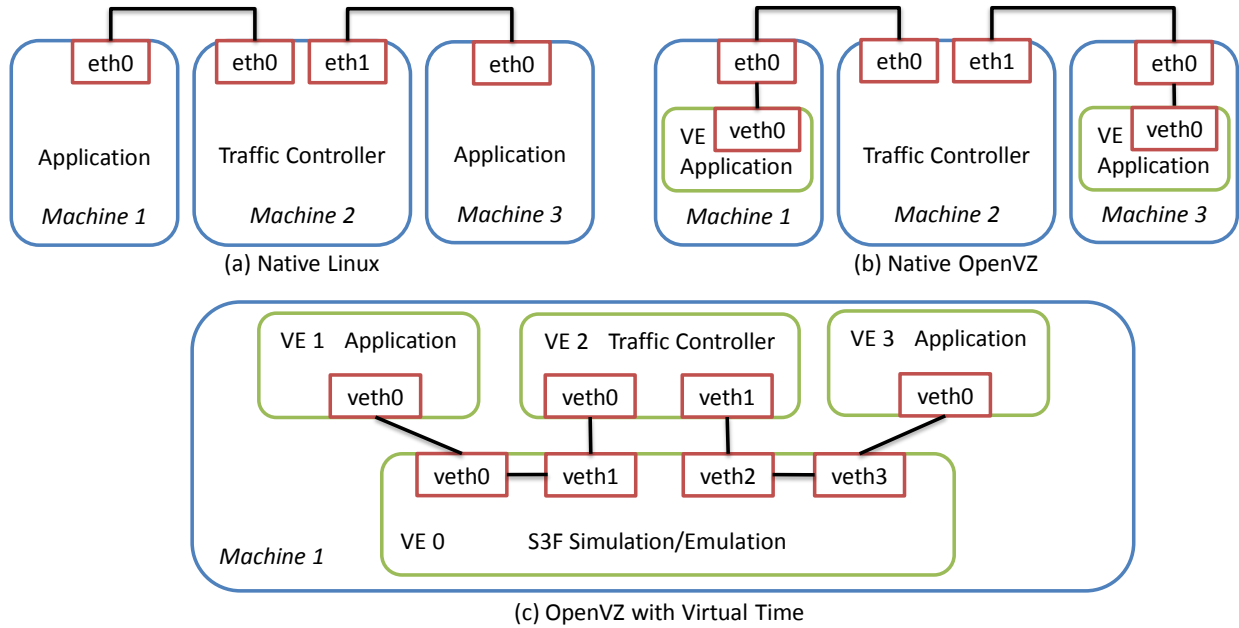 eth0
eth0
eth1
eth0
Application
Traffic Controller
Application
Machine 1
Machine 2
Machine 3
(a) Native Linux
eth0
eth0
eth1
eth0
VE
veth0
Application
Traffic Controller
VE
veth0
Application
Machine 1
Machine 2
Machine 3
(b) Native OpenVZ
VE 1 Application
veth0
VE 2 Traffic Controller
veth0
veth1
VE 3 Application
veth0
veth0
veth1
veth2
veth3
VE 0 S3F Simulation/Emulation
Machine 1
(c) OpenVZ with Virtual Time